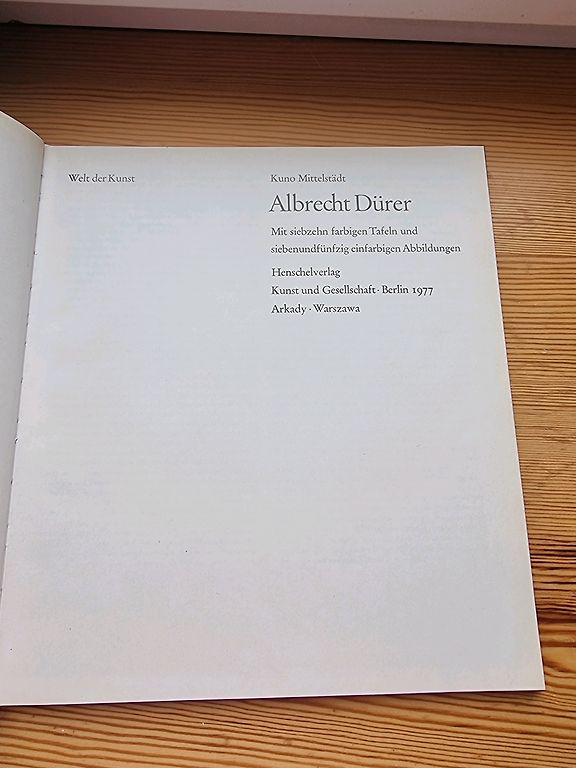 Welt der Kunst
Kuno Mittelstädt
Albrecht Dürer
Mit siebzehn farbigen Tafeln und
siebenundfünfzig einfarbigen Abbildungen
Henschelverlag
Kunst und Gesellschaft · Berlin 1977
Arkady · Warszawa